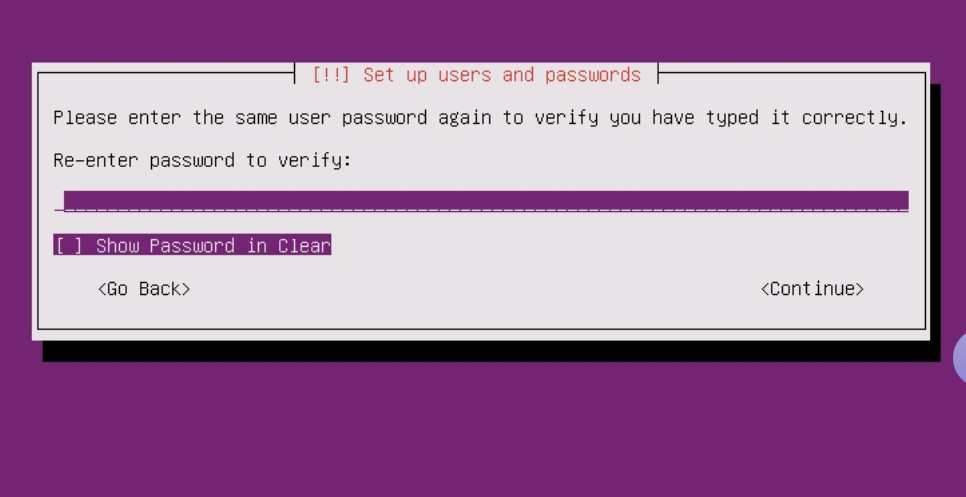 [!!] Set up users and passwords
Please enter the same user password again to verify you have typed it correctly.
Re-enter password to verify:
[ ] Show Password in Clear
<Go Back> <Continue>